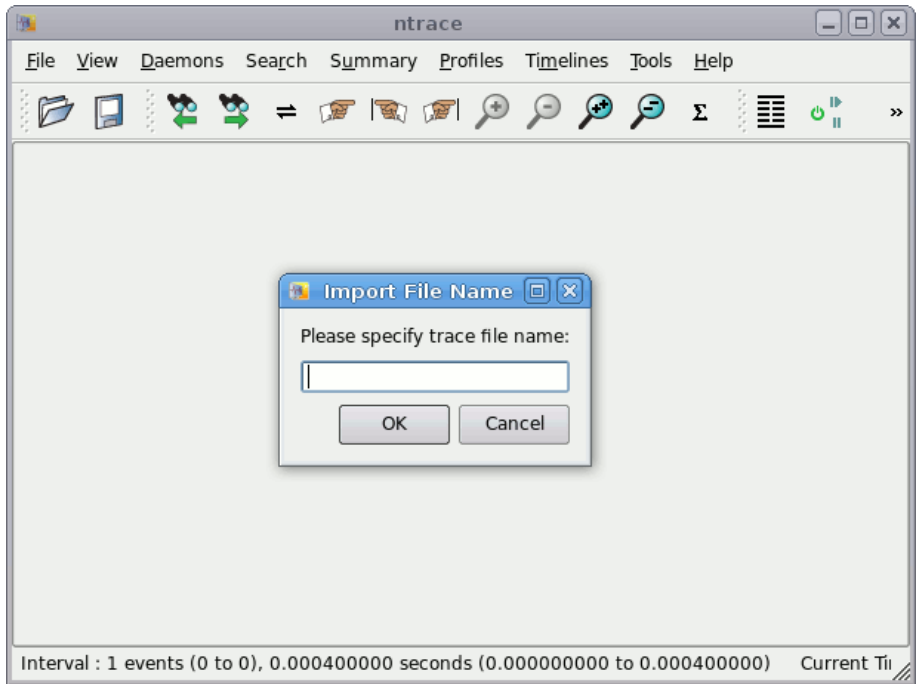 ntrace
File View Daemons Search Summary Profiles Timelines Tools Help
Σ »
Import File Name
Please specify trace file name:
OK Cancel
Interval : 1 events (0 to 0), 0.000400000 seconds (0.000000000 to 0.000400000) Current